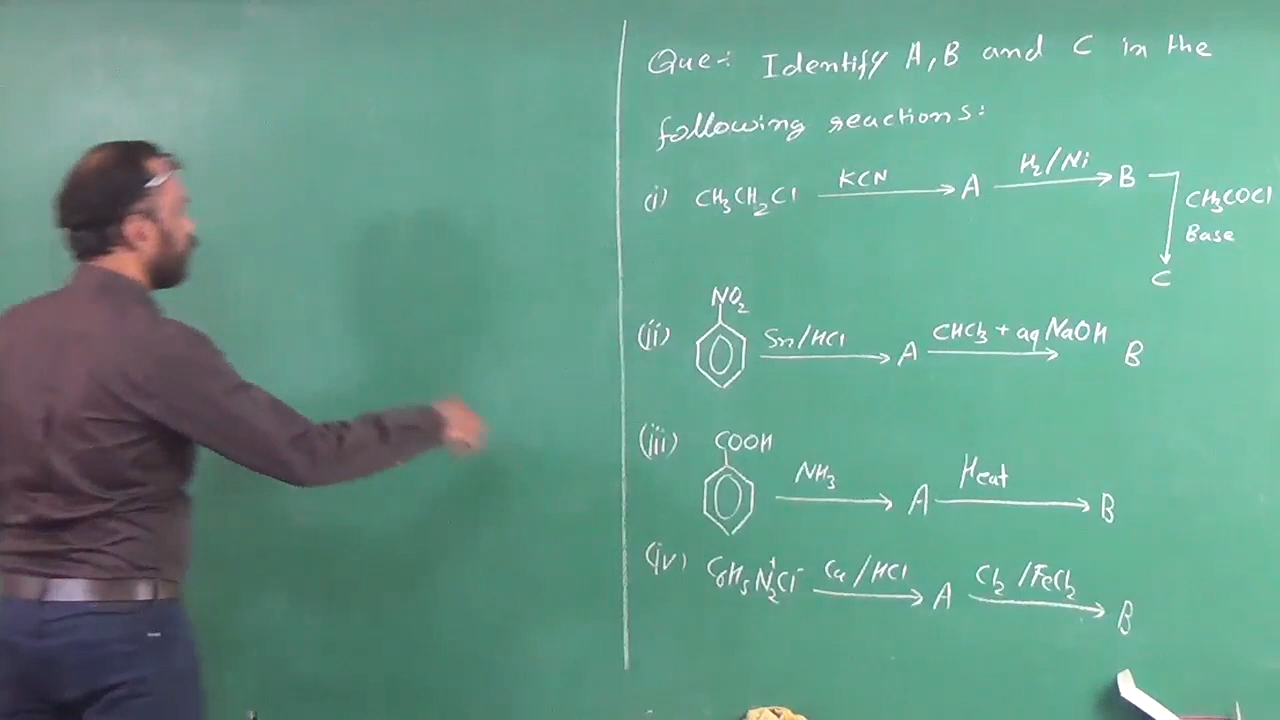 Que:- Identify A, B and C in the
following reactions:
(i) CH3CH2Cl KCN A H2/Ni B CH3COCl
Base
C
NO2
(ii) Sn/HCl A CHCl3 + aq NaOH B
(iii) COOH NH3 A Heat B
(iv) C6H5N2+Cl- Cu/HCl A Cl2/FeCl2 B